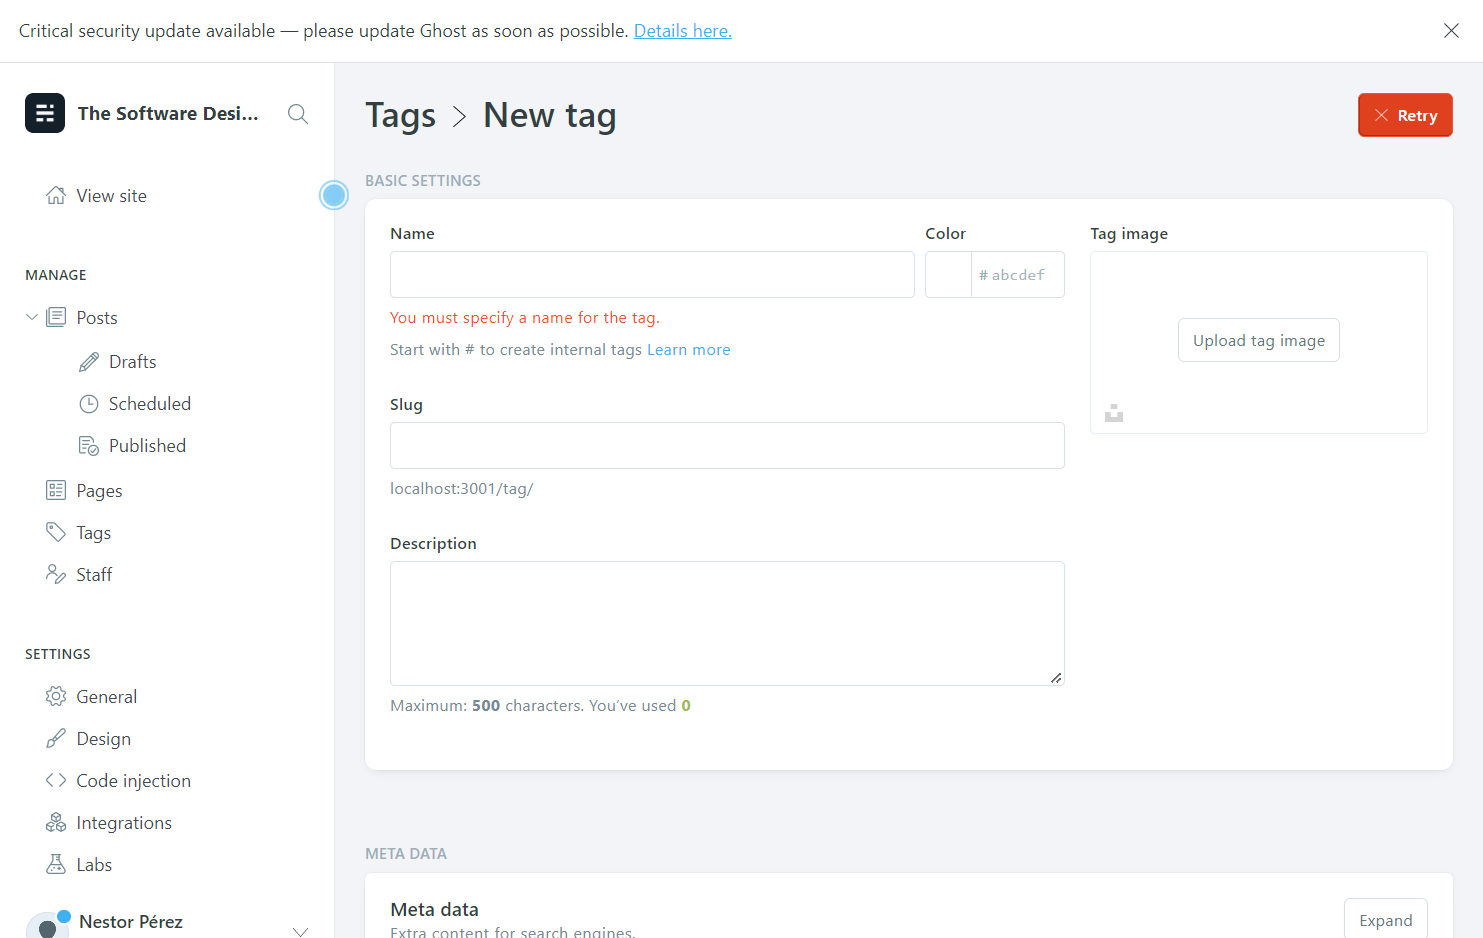 Critical security update available — please update Ghost as soon as possible. Details here.
The Software Desi...
View site
MANAGE
Posts
Drafts
Scheduled
Published
Pages
Tags
Staff
SETTINGS
General
Design
Code injection
Integrations
Labs
Nestor Pérez
Tags > New tag
Retry
BASIC SETTINGS
Name
Color
# abcdef
You must specify a name for the tag.
Start with # to create internal tags Learn more
Slug
localhost:3001/tag/
Description
Maximum: 500 characters. You’ve used 0
Tag image
Upload tag image
META DATA
Meta data
Extra content for search engines.
Expand